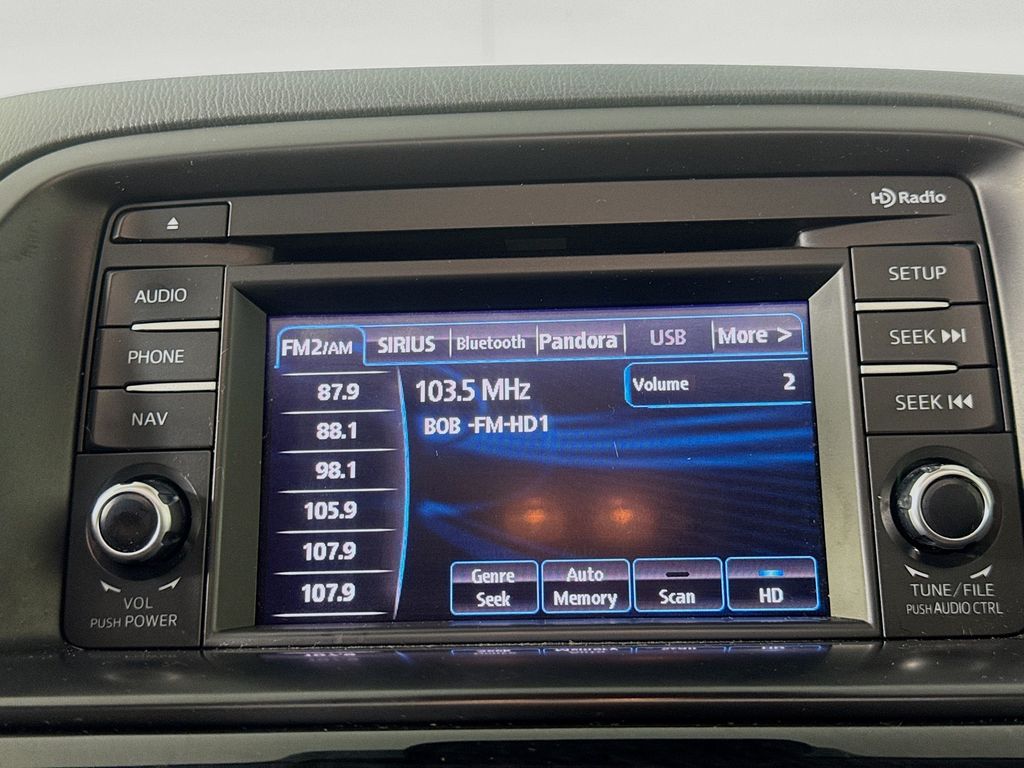 HD Radio
AUDIO
PHONE
NAV
VOL
PUSH POWER
FM2/AM SIRIUS Bluetooth Pandora USB More >
87.9
88.1
98.1
105.9
107.9
107.9
103.5 MHz
BOB -FM-HD1
Volume 2
Genre Seek
Auto Memory
Scan
HD
SETUP
SEEK
SEEK
TUNE/FILE
PUSH AUDIO CTRL